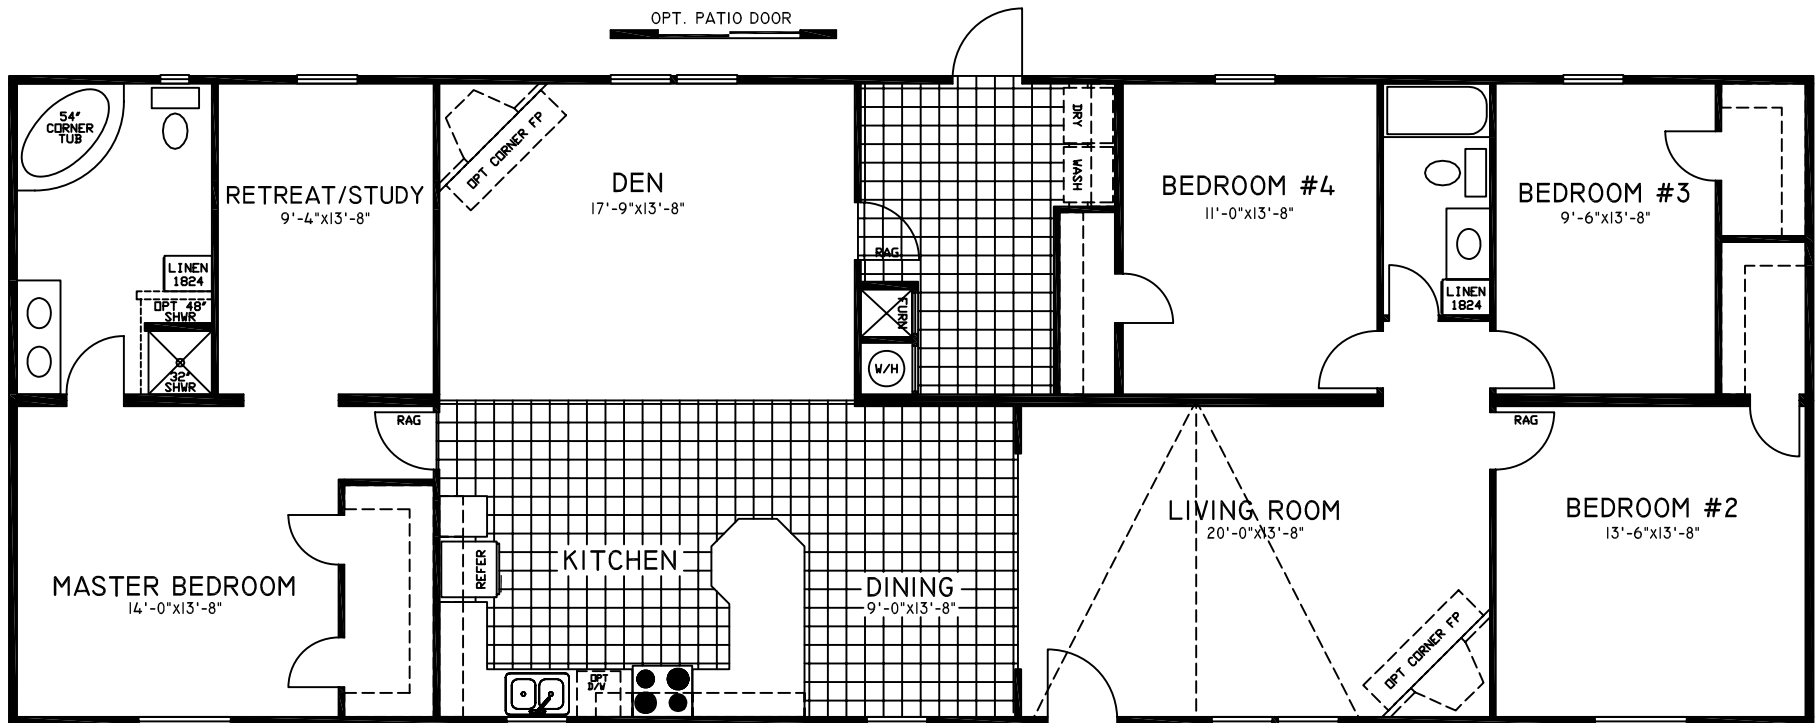 OPT. PATIO DOOR
54"
CORNER
TUB
RETREAT/STUDY
9'-4"x13'-8"
OPT CORNER FP
DEN
17'-9"x13'-8"
DRY
WASH
BEDROOM #4
11'-0"x13'-8"
BEDROOM #3
9'-6"x13'-8"
LINEN
1824
OPT 48"
SHWR
32"
SHWR
RAG
FURN
W/H
LINEN
1824
RAG
RAG
MASTER BEDROOM
14'-0"x13'-8"
REFER
KITCHEN
OPT
D/W
DINING
9'-0"x13'-8"
LIVING ROOM
20'-0"x13'-8"
OPT CORNER FP
BEDROOM #2
13'-6"x13'-8"